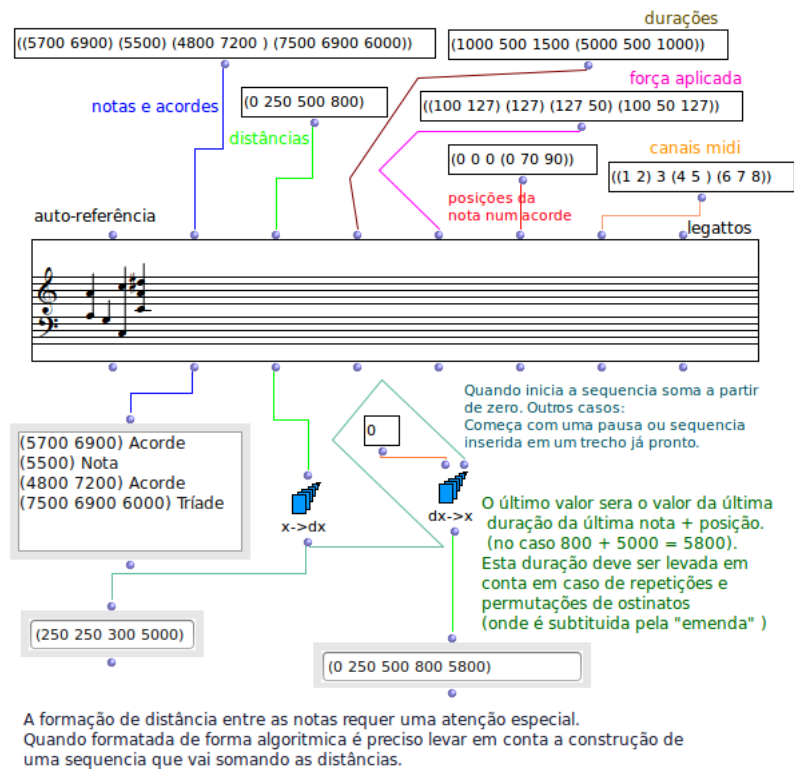 durações
((5700 6900) (5500) (4800 7200 ) (7500 6900 6000))
(1000 500 1500 (5000 500 1000))
força aplicada
notas e acordes
(0 250 500 800)
((100 127) (127) (127 50) (100 50 127))
distâncias
canais midi
(0 0 0 (0 70 90))
((1 2) 3 (4 5 ) (6 7 8))
posições da
nota num acorde
auto-referência
legattos
Quando inicia a sequencia soma a partir
de zero. Outros casos:
Começa com uma pausa ou sequencia
inserida em um trecho já pronto.
0
(5700 6900) Acorde
(5500) Nota
(4800 7200) Acorde
(7500 6900 6000) Tríade
x->dx
dx->x
O último valor sera o valor da última
duração da última nota + posição.
(no caso 800 + 5000 = 5800).
Esta duração deve ser levada em
conta em caso de repetições e
permutações de ostinatos
(onde é subtituida pela "emenda" )
(250 250 300 5000)
(0 250 500 800 5800)
A formação de distância entre as notas requer uma atenção especial.
Quando formatada de forma algoritmica é preciso levar em conta a construção de
uma sequencia que vai somando as distâncias.